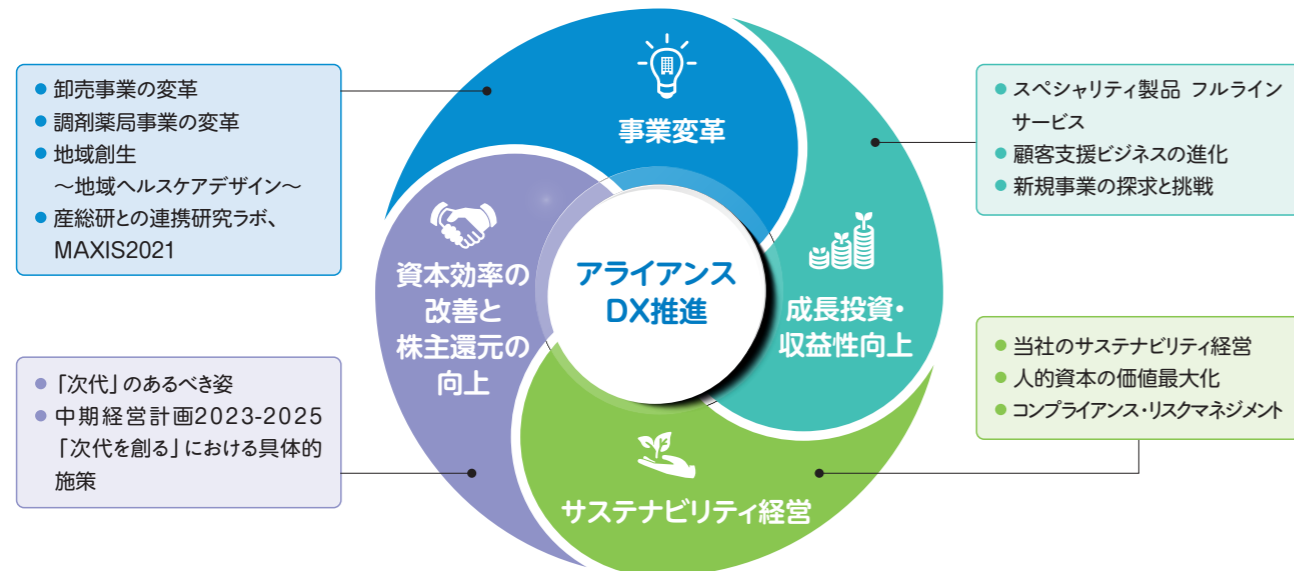 卸売事業の変革
調剤薬局事業の変革
地域創生
～地域ヘルスケアデザイン～
産総研との連携研究ラボ、
MAXIS2021
事業変革
スペシャリティ製品 フルライン
サービス
顧客支援ビジネスの進化
新規事業の探求と挑戦
資本効率の
改善と
株主還元の
向上
アライアンス
DX推進
成長投資・
収益性向上
「次代」のあるべき姿
中期経営計画2023-2025
「次代を創る」における具体的
施策
当社のサステナビリティ経営
人的資本の価値最大化
コンプライアンス・リスクマネジメント
サステナビリティ経営